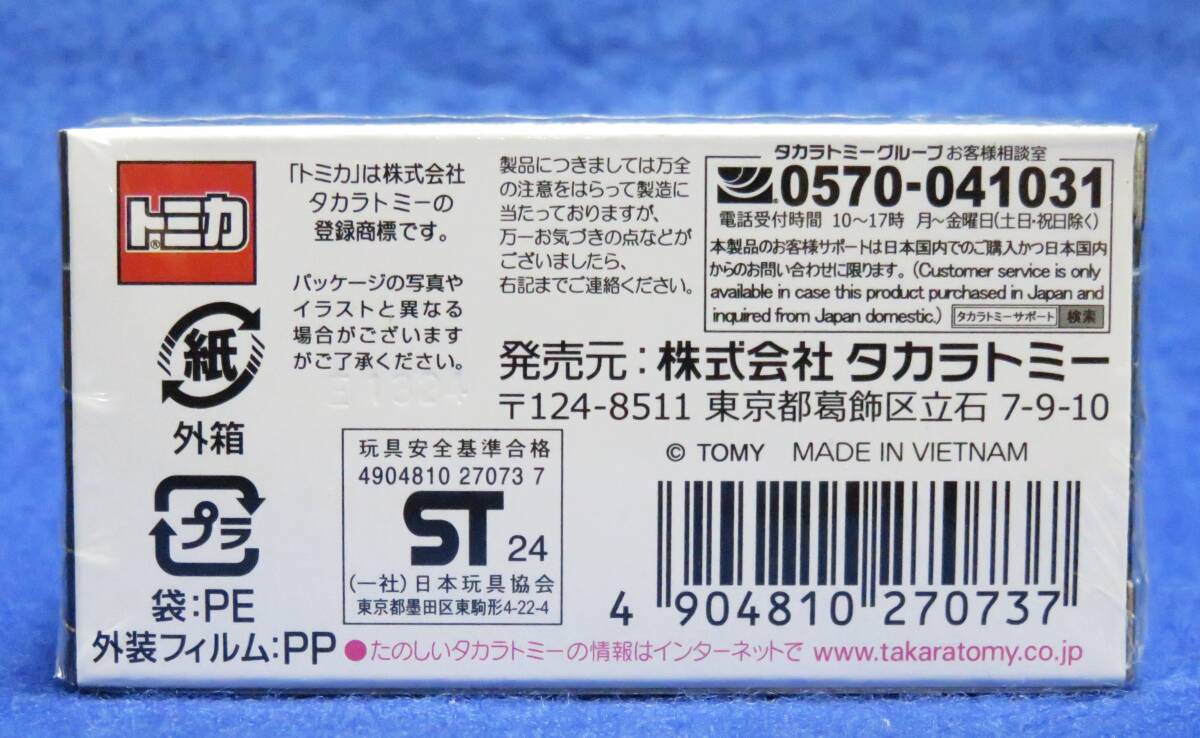 トミカ®
「トミカ」は株式会社
タカラトミーの
登録商標です。
パッケージの写真や
イラストと異なる
場合がございます
がご了承ください。
製品につきましては万全
の注意をはらって製造に
当たっておりますが、
万一お気づきの点などが
ございましたら、
右記までご連絡ください。
タカラトミーグループお客様相談室
0570-041031
電話受付時間 10〜17時 月〜金曜日(土日・祝日除く)
本製品のお客様サポートは日本国内でのご購入かつ日本国内
からのお問い合わせに限ります。(Customer service is only
available in case this product purchased in Japan and
inquired from Japan domestic.) タカラトミーサポート 検索
発売元:株式会社 タカラトミー
〒124-8511 東京都葛飾区立石 7-9-10
© TOMY MADE IN VIETNAM
紙
外箱
プラ
袋:PE
外装フィルム:PP
玩具安全基準合格
4904810 27073 7
ST 24
(一社)日本玩具協会
東京都墨田区東駒形4-22-4
4 904810 270737
●たのしいタカラトミーの情報はインターネットで www.takaratomy.co.jp